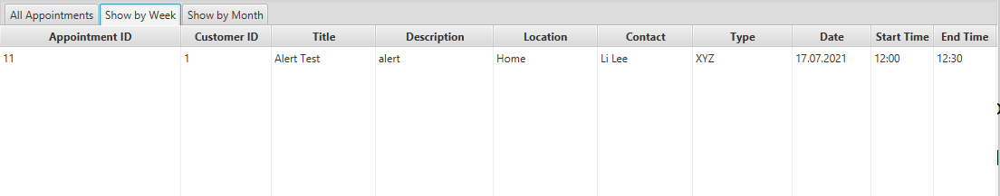 All Appointments Show by Week Show by Month
Appointment ID Customer ID Title Description Location Contact Type Date Start Time End Time
11 1 Alert Test alert Home Li Lee XYZ 17.07.2021 12:00 12:30